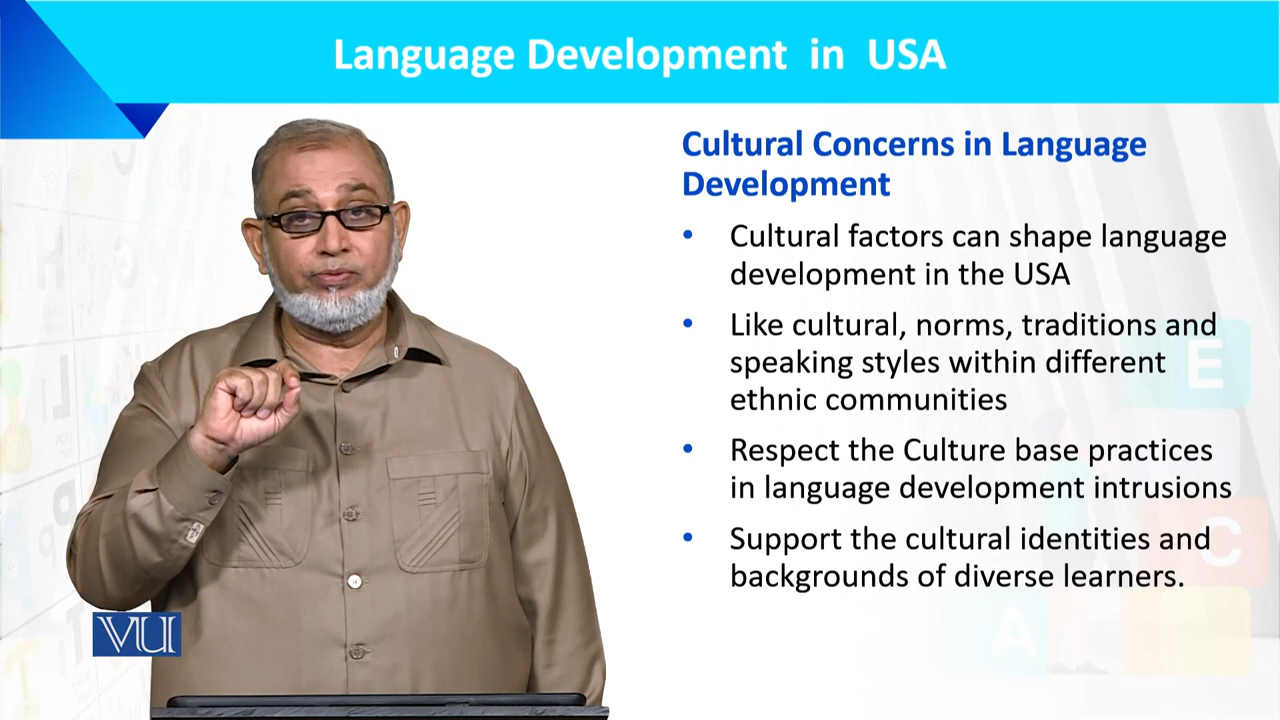 Language Development in USA
Cultural Concerns in Language
Development
• Cultural factors can shape language
development in the USA
• Like cultural, norms, traditions and
speaking styles within different
ethnic communities
• Respect the Culture base practices
in language development intrusions
• Support the cultural identities and
backgrounds of diverse learners.
VU
E
C
A